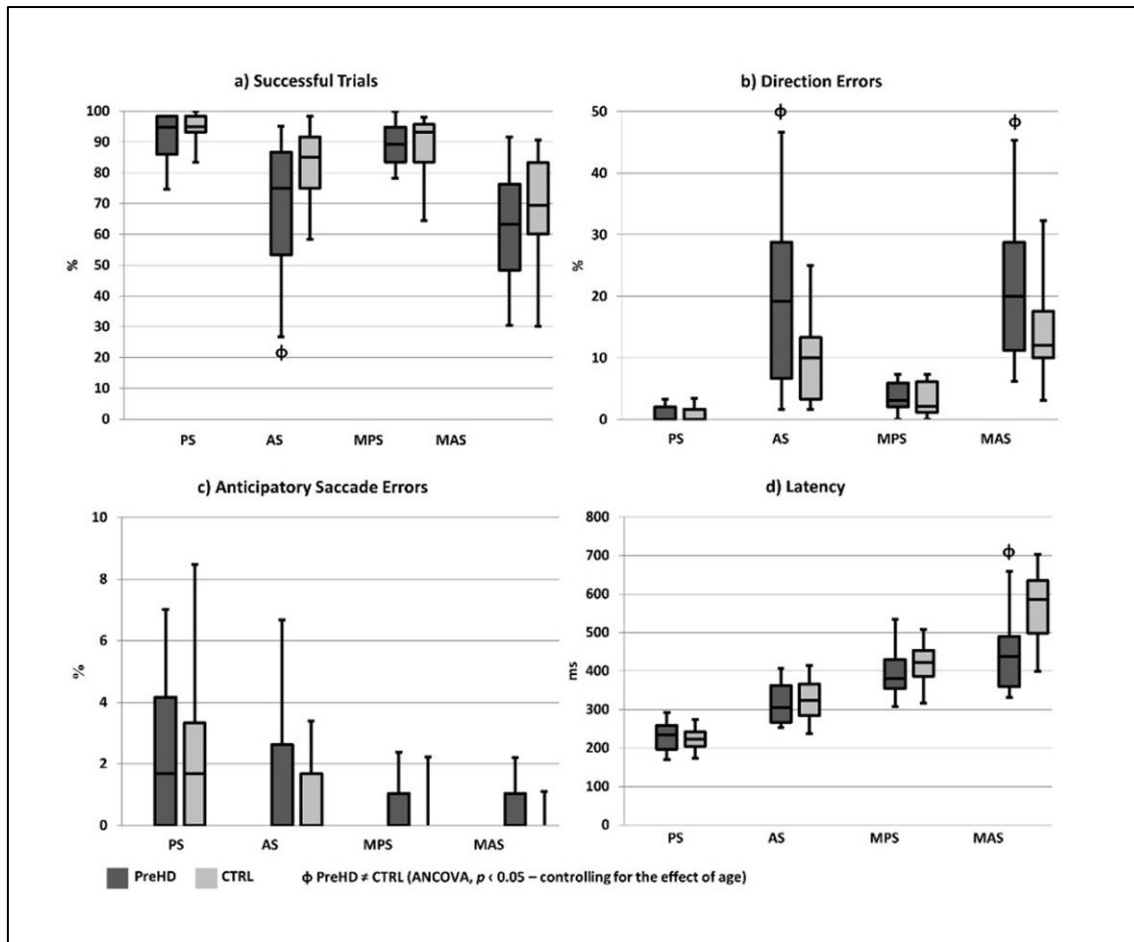 a) Successful Trials
100
90
80
70
60
50
40
30
20
10
0
%
ϕ
PS AS MPS MAS
b) Direction Errors
50
40
30
20
10
0
%
ϕ
ϕ
PS AS MPS MAS
c) Anticipatory Saccade Errors
10
8
6
4
2
0
%
PS AS MPS MAS
d) Latency
800
700
600
500
400
300
200
100
0
ms
ϕ
PS AS MPS MAS
PreHD CTRL ϕ PreHD ≠ CTRL (ANCOVA, p < 0.05 – controlling for the effect of age)